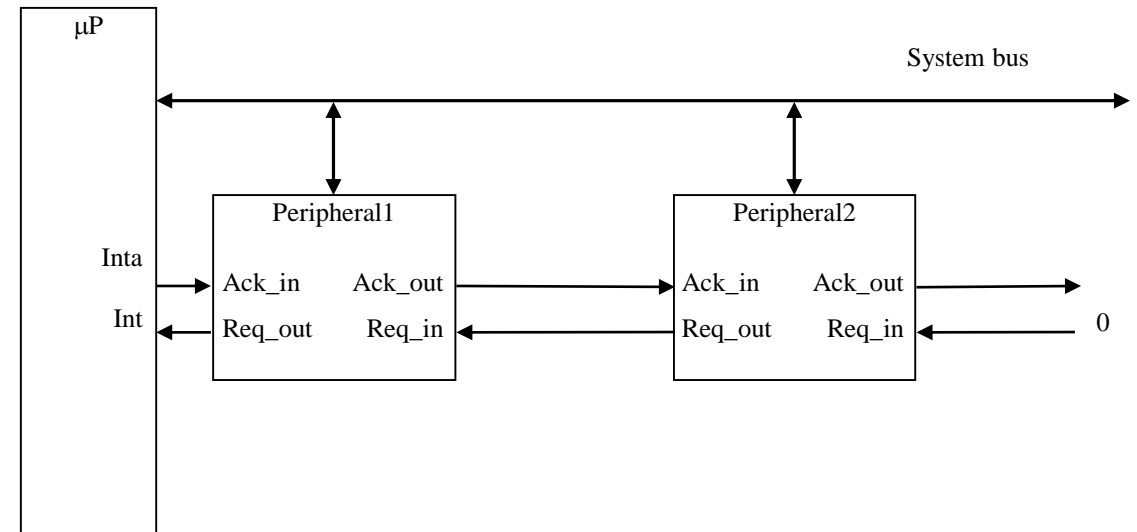 μP
System bus
Peripheral1 Peripheral2
Inta Ack_in Ack_out Ack_in Ack_out
Int Req_out Req_in Req_out Req_in 0